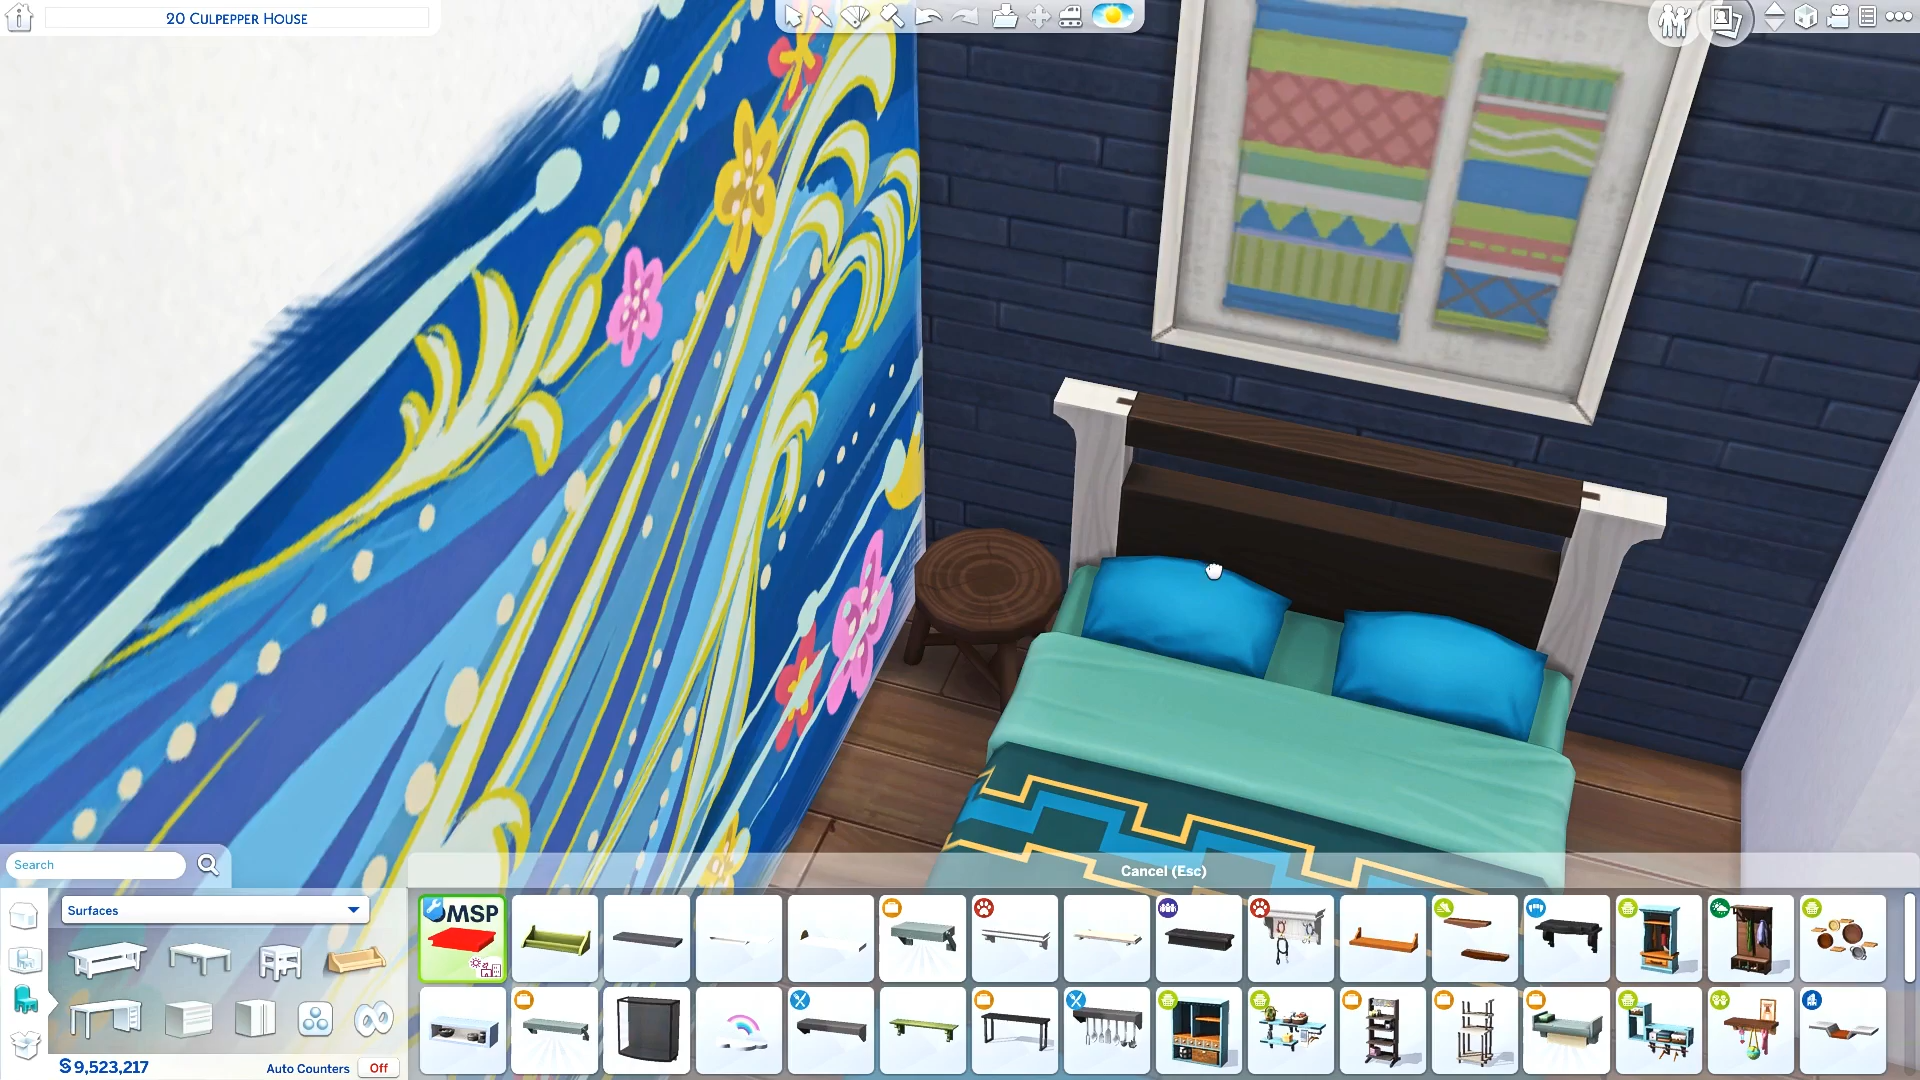 20 Culpepper House
Cancel (Esc)
Search
Surfaces
MSP
§9,523,217
Auto Counters
Off